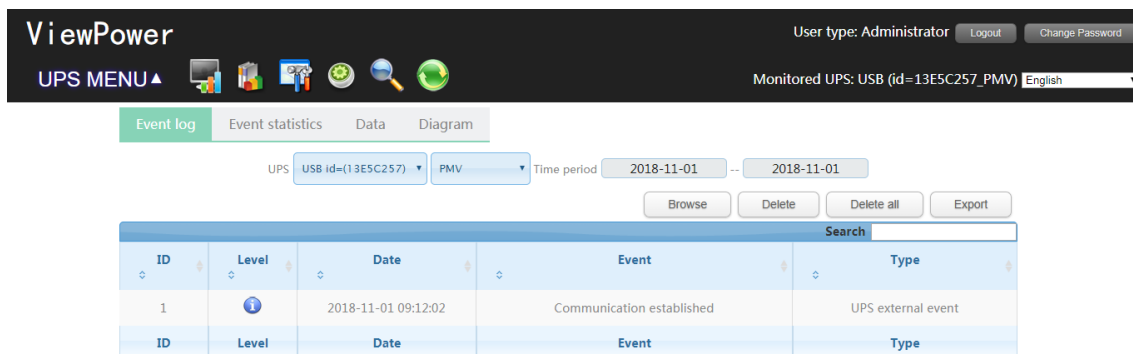 ViewPower
User type: Administrator Logout Change Password
UPS MENU▲
Monitored UPS: USB (id=13E5C257_PMV) English
Event log Event statistics Data Diagram
UPS USB id=(13E5C257) PMV Time period 2018-11-01 -- 2018-11-01
Browse Delete Delete all Export
Search
ID Level Date Event Type
1 2018-11-01 09:12:02 Communication established UPS external event
ID Level Date Event Type